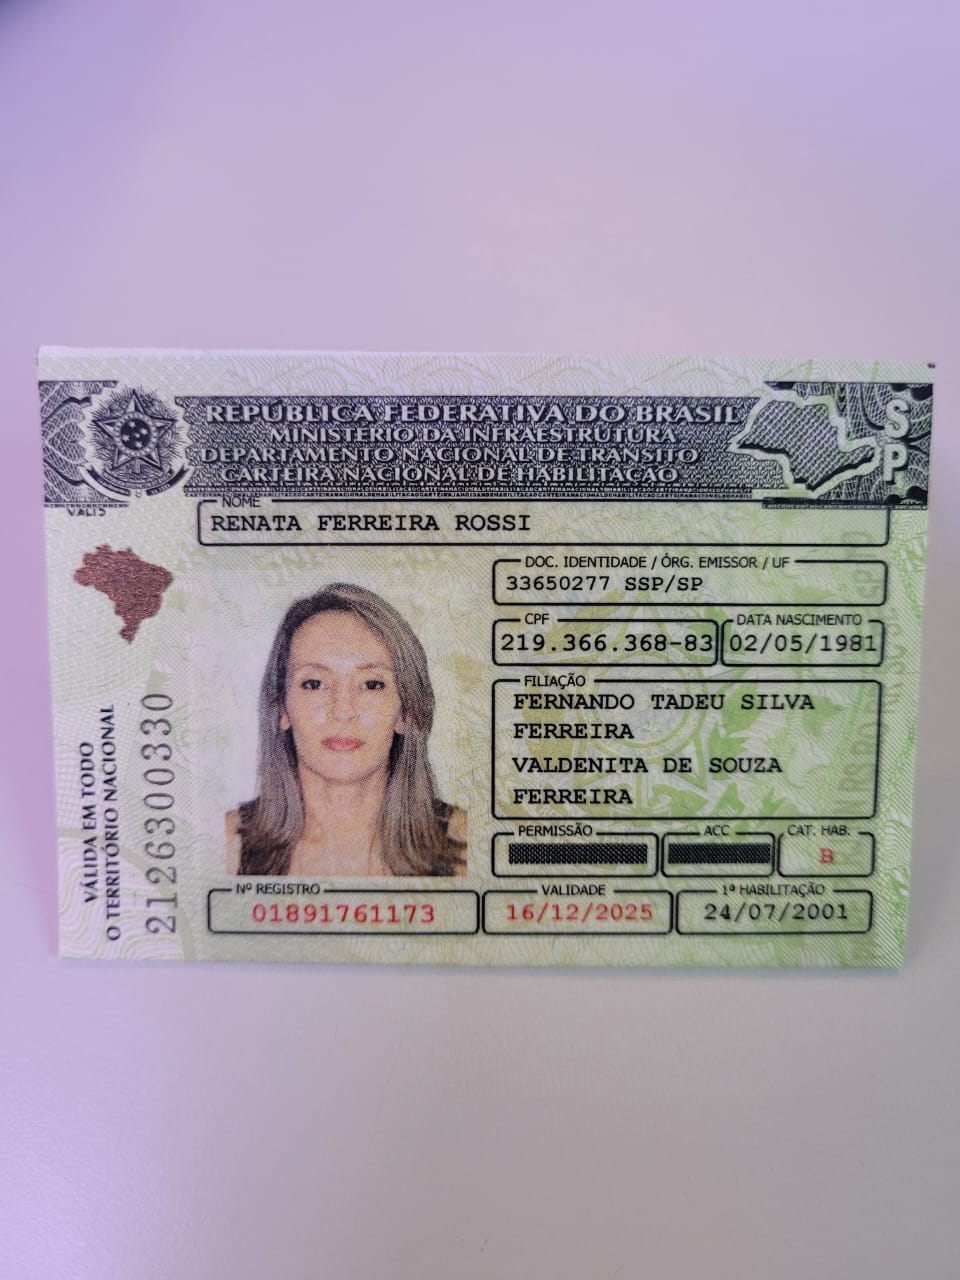 REPÚBLICA FEDERATIVA DO BRASIL
MINISTÉRIO DA INFRAESTRUTURA
DEPARTAMENTO NACIONAL DE TRÂNSITO
CARTEIRA NACIONAL DE HABILITAÇÃO
SP
NOME
RENATA FERREIRA ROSSI
DOC. IDENTIDADE / ÓRG. EMISSOR / UF
33650277 SSP/SP
CPF
219.366.368-83
DATA NASCIMENTO
02/05/1981
FILIAÇÃO
FERNANDO TADEU SILVA
FERREIRA
VALDENITA DE SOUZA
FERREIRA
PERMISSÃO
ACC
CAT. HAB.
B
Nº REGISTRO
01891761173
VALIDADE
16/12/2025
1ª HABILITAÇÃO
24/07/2001
VÁLIDA EM TODO
O TERRITÓRIO NACIONAL
2126300330